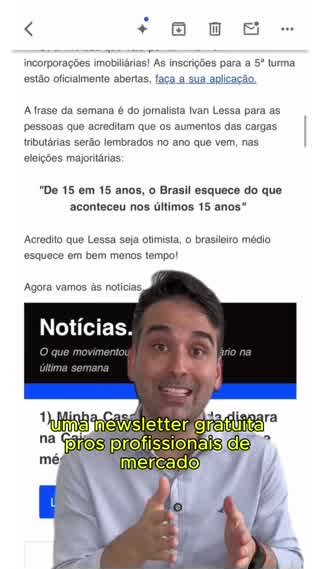 incorporações imobiliárias! As inscrições para a 5ª turma
estão oficialmente abertas, faça a sua aplicação.
A frase da semana é do jornalista Ivan Lessa para as
pessoas que acreditam que os aumentos das cargas
tributárias serão lembrados no ano que vem, nas
eleições majoritárias:
"De 15 em 15 anos, o Brasil esquece do que
aconteceu nos últimos 15 anos"
Acredito que Lessa seja otimista, o brasileiro médio
esquece em bem menos tempo!
Agora vamos às notícias
Notícias.
O que movimentou ário na
última semana
1) Minha Casa dispara
na
uma newsletter gratuita
pros profissionais de
mercado